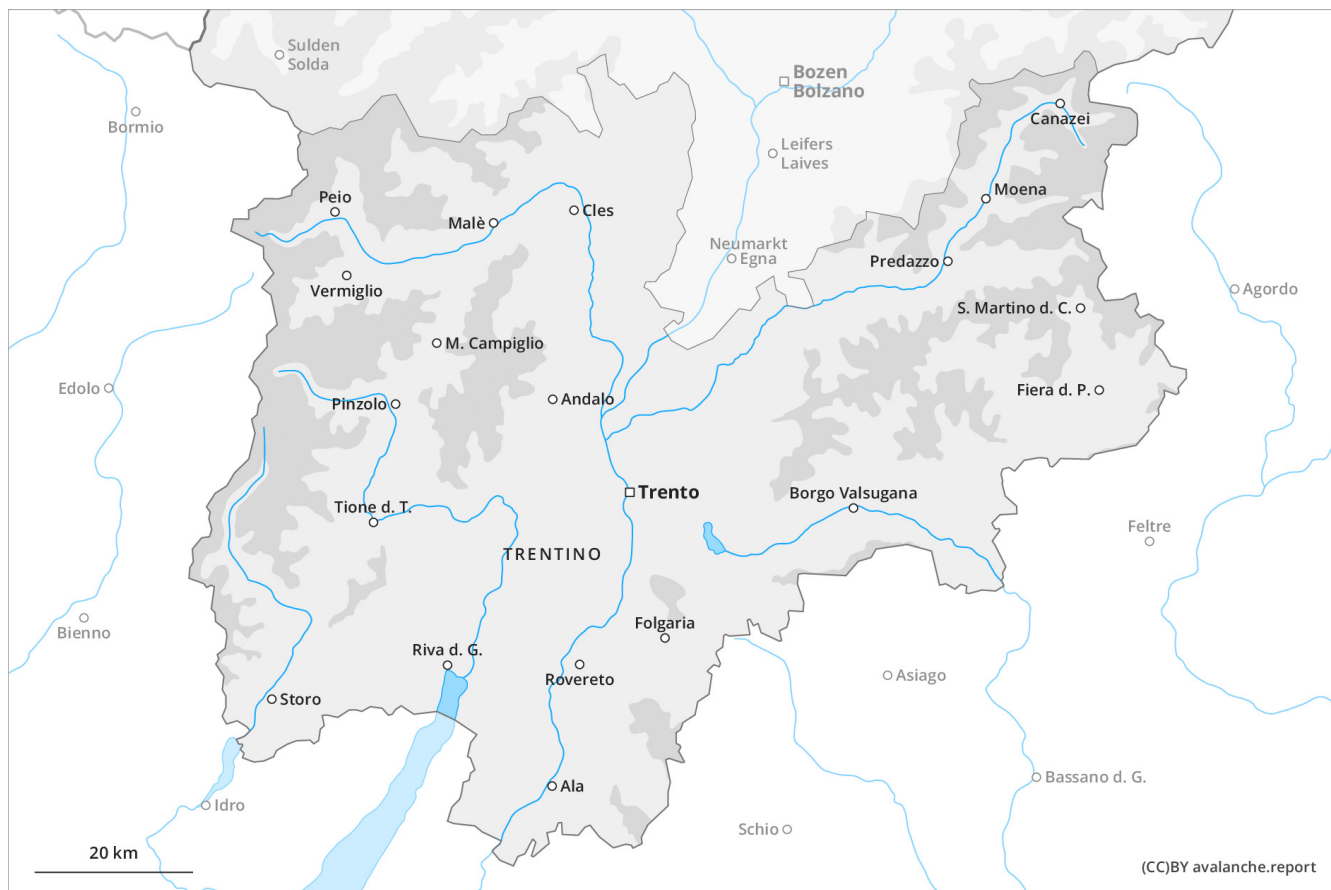 Sulden
Solda
Bozen
Bolzano
Bormio
Canazei
Leifers
Laives
Peio
Malè
Cles
Moena
Neumarkt
Egna
Predazzo
Vermiglio
Agordo
S. Martino d. C.
M. Campiglio
Edolo
Pinzolo
Andalo
Fiera d. P.
Trento
Borgo Valsugana
Tione d. T.
Feltre
TRENTINO
Bienno
Folgaria
Riva d. G.
Rovereto
Asiago
Storo
Bassano d. G.
Ala
Idro
Schio
20 km
(CC)BY avalanche.report